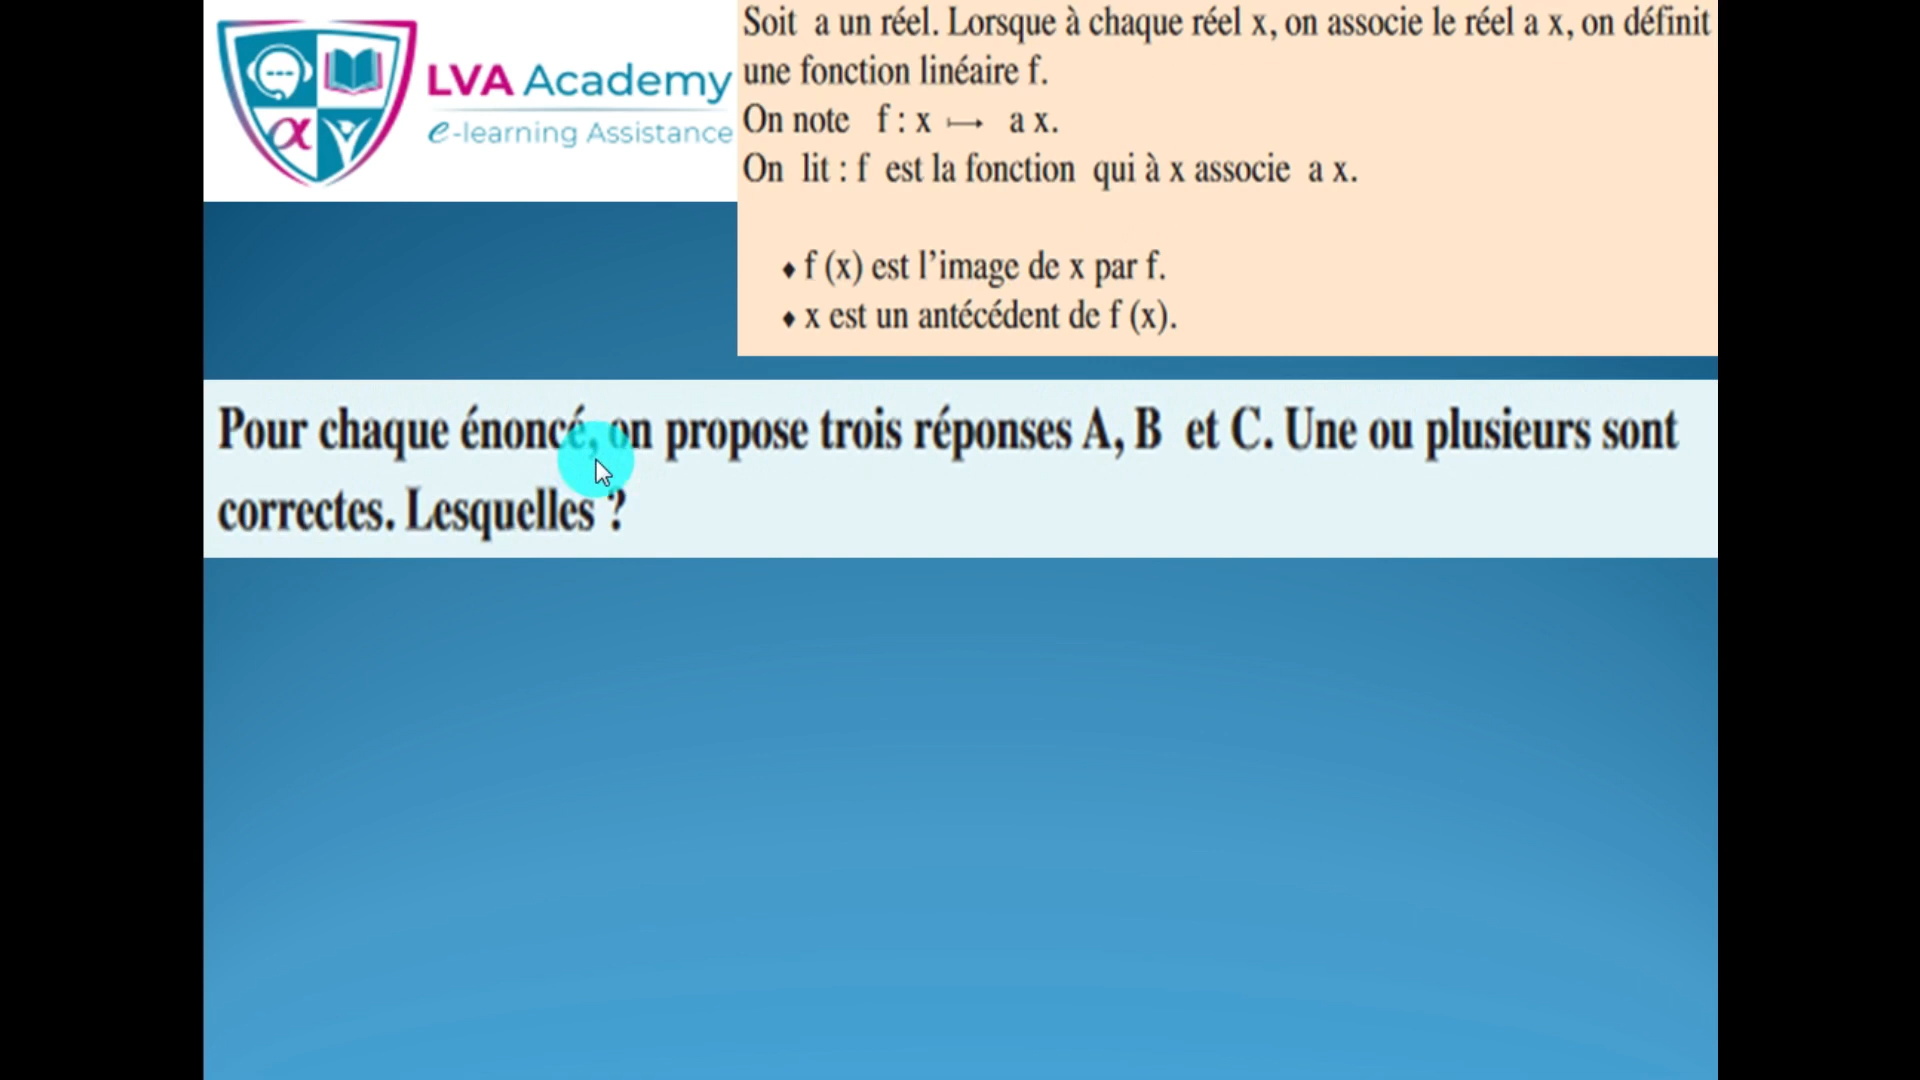 LVA Academy
e-learning Assistance
α
Soit a un réel. Lorsque à chaque réel x, on associe le réel a x, on définit
une fonction linéaire f.
On note f : x ⟼ a x.
On lit : f est la fonction qui à x associe a x.
♦ f (x) est l’image de x par f.
♦ x est un antécédent de f (x).
Pour chaque énoncé, on propose trois réponses A, B et C. Une ou plusieurs sont
correctes. Lesquelles ?